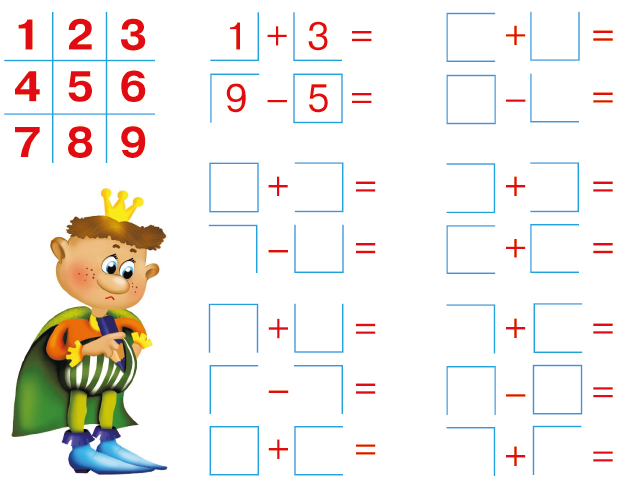 1 2 3
4 5 6
7 8 9
1 + 3 =
9 – 5 =
+ =
– =
+ =
– =
+ =
+ =
– =
+ =
+ =
+ =
– =
+ =